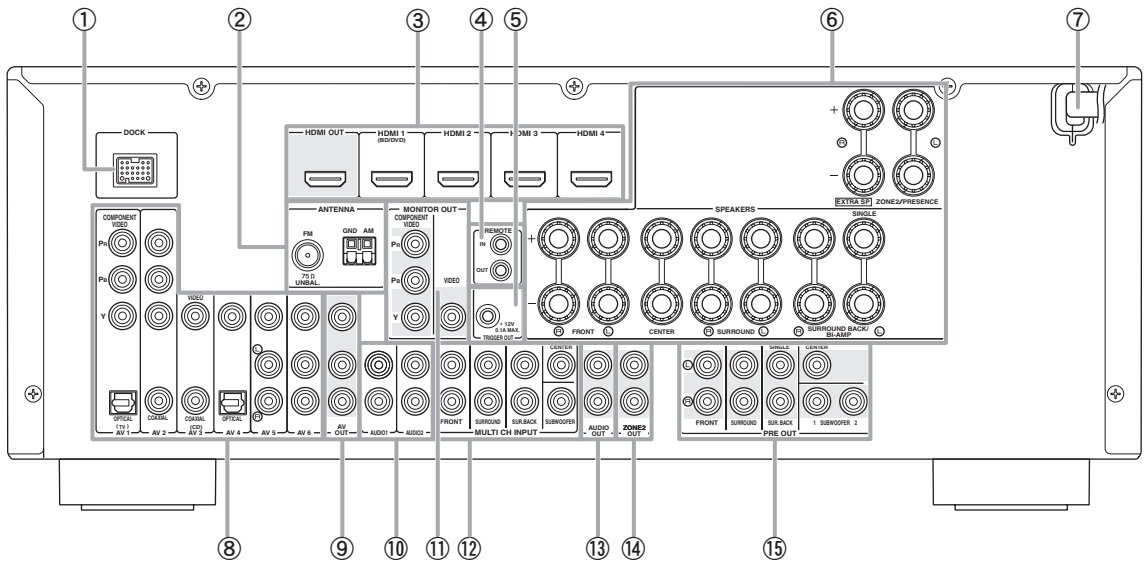 ① ② ③ ④ ⑤ ⑥ ⑦
DOCK
HDMI OUT HDMI 1 HDMI 2 HDMI 3 HDMI 4
(BD/DVD)
+ R L
–
EXTRA SP ZONE2/PRESENCE
COMPONENT VIDEO
PR
PB
Y
ANTENNA
FM GND AM
75 Ω
UNBAL.
MONITOR OUT
COMPONENT VIDEO
PR
PB
Y
VIDEO
REMOTE
IN
OUT
12V
0.1A MAX.
TRIGGER OUT
SPEAKERS
SINGLE
+
–
R FRONT L CENTER R SURROUND L R SURROUND BACK/ L
BI-AMP
VIDEO
L
R
OPTICAL COAXIAL COAXIAL OPTICAL
(TV) (CD)
AV 1 AV 2 AV 3 AV 4 AV 5 AV 6
AV
OUT
AUDIO1 AUDIO2
CENTER
FRONT SURROUND SUR.BACK SUBWOOFER
MULTI CH INPUT
AUDIO
OUT
ZONE2
OUT
SINGLE CENTER
L
R
FRONT SURROUND SUR. BACK 1 SUBWOOFER 2
PRE OUT
⑧ ⑨ ⑩ ⑪ ⑫ ⑬ ⑭ ⑮